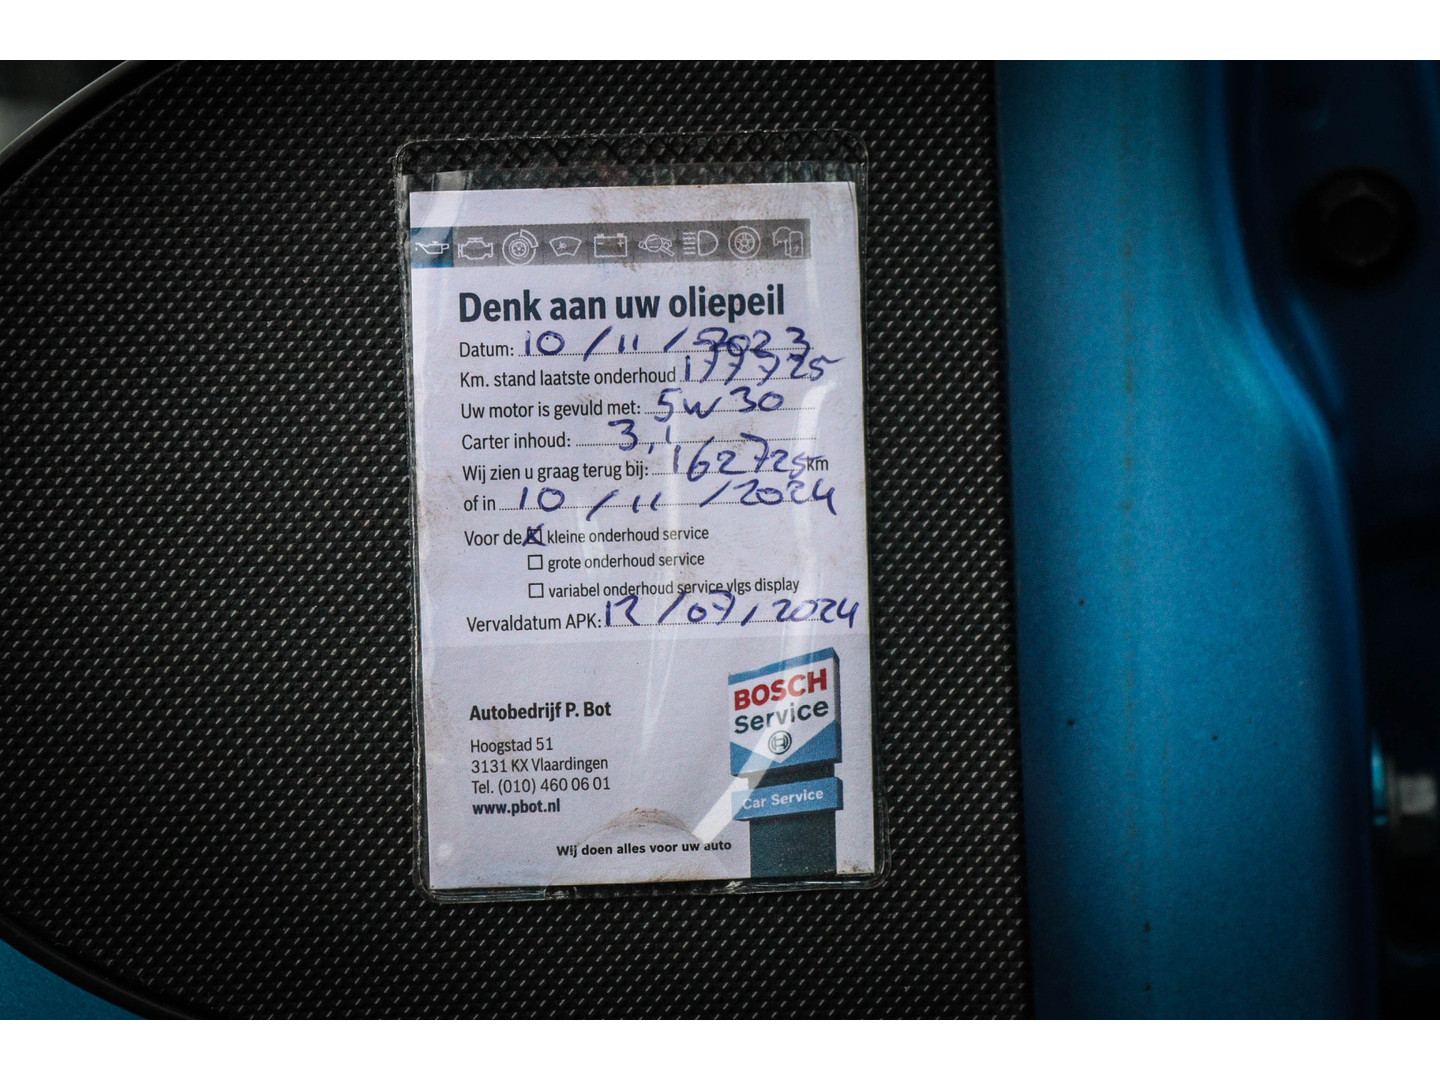 Denk aan uw oliepeil
Datum: 10 / 11 / 2023
Km. stand laatste onderhoud 177725
Uw motor is gevuld met: 5w30
Carter inhoud: 3,1
Wij zien u graag terug bij: 162725 km
of in 10 / 11 / 2024
Voor de kleine onderhoud service
grote onderhoud service
variabel onderhoud service vlgs display
Vervaldatum APK: 12 / 07 / 2024
BOSCH
Service
Car Service
Autobedrijf P. Bot
Hoogstad 51
3131 KX Vlaardingen
Tel. (010) 460 06 01
www.pbot.nl
Wij doen alles voor uw auto